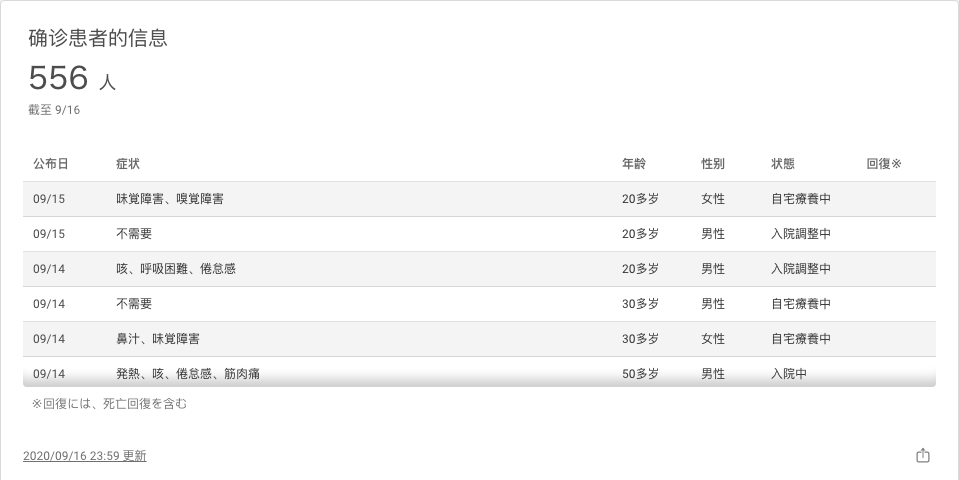 确诊患者的信息
556 人
截至 9/16
公布日 症状 年龄 性别 状態 回復※
09/15 味覚障害、嗅覚障害 20多岁 女性 自宅療養中
09/15 不需要 20多岁 男性 入院調整中
09/14 咳、呼吸困難、倦怠感 20多岁 男性 入院調整中
09/14 不需要 30多岁 男性 自宅療養中
09/14 鼻汁、味覚障害 30多岁 女性 自宅療養中
09/14 発熱、咳、倦怠感、筋肉痛 50多岁 男性 入院中
※回復には、死亡回復を含む
2020/09/16 23:59 更新